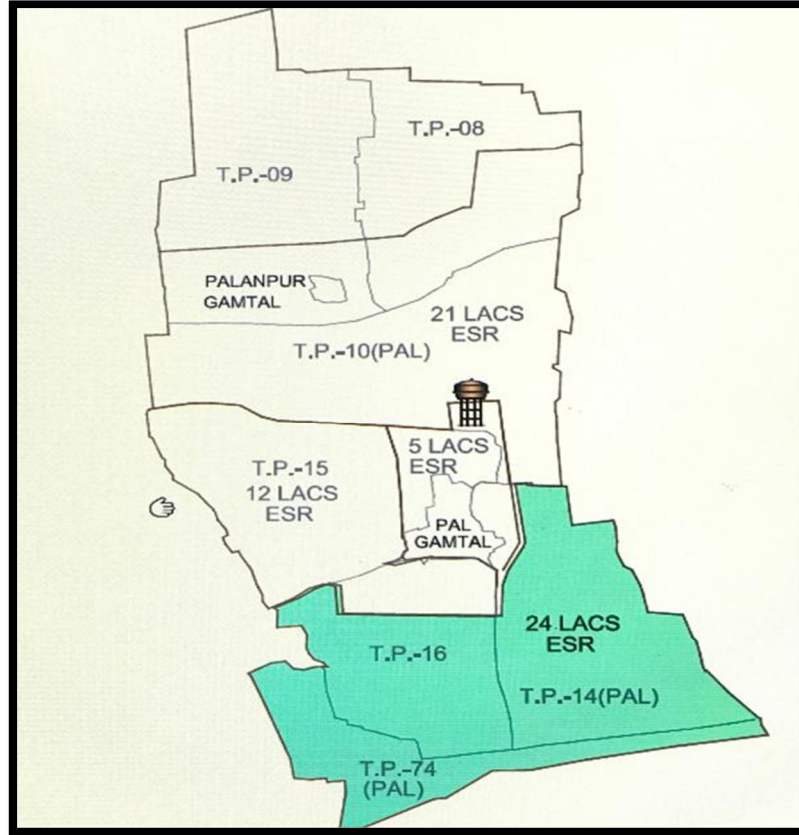 T.P.-08
T.P.-09
PALANPUR
GAMTAL
21 LACS
ESR
T.P.-10(PAL)
5 LACS
ESR
T.P.-15
12 LACS
ESR
PAL
GAMTAL
24 LACS
ESR
T.P.-16
T.P.-14(PAL)
T.P.-74
(PAL)